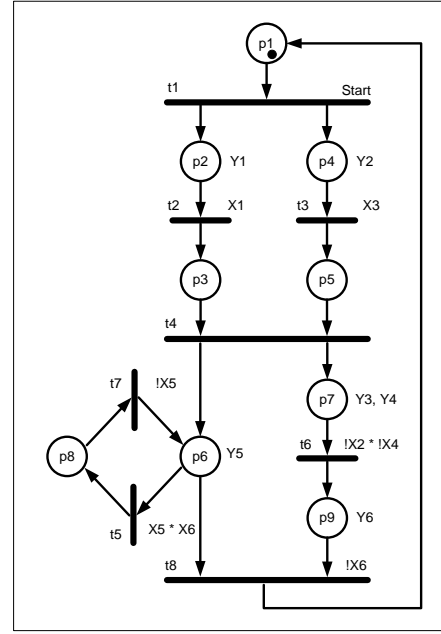 p1
t1 Start
p2 Y1 p4 Y2
t2 X1 t3 X3
p3 p5
t4
t7 !X5 p7 Y3, Y4
p8 p6 Y5 t6 !X2 * !X4
t5 X5 * X6 p9 Y6
t8 !X6